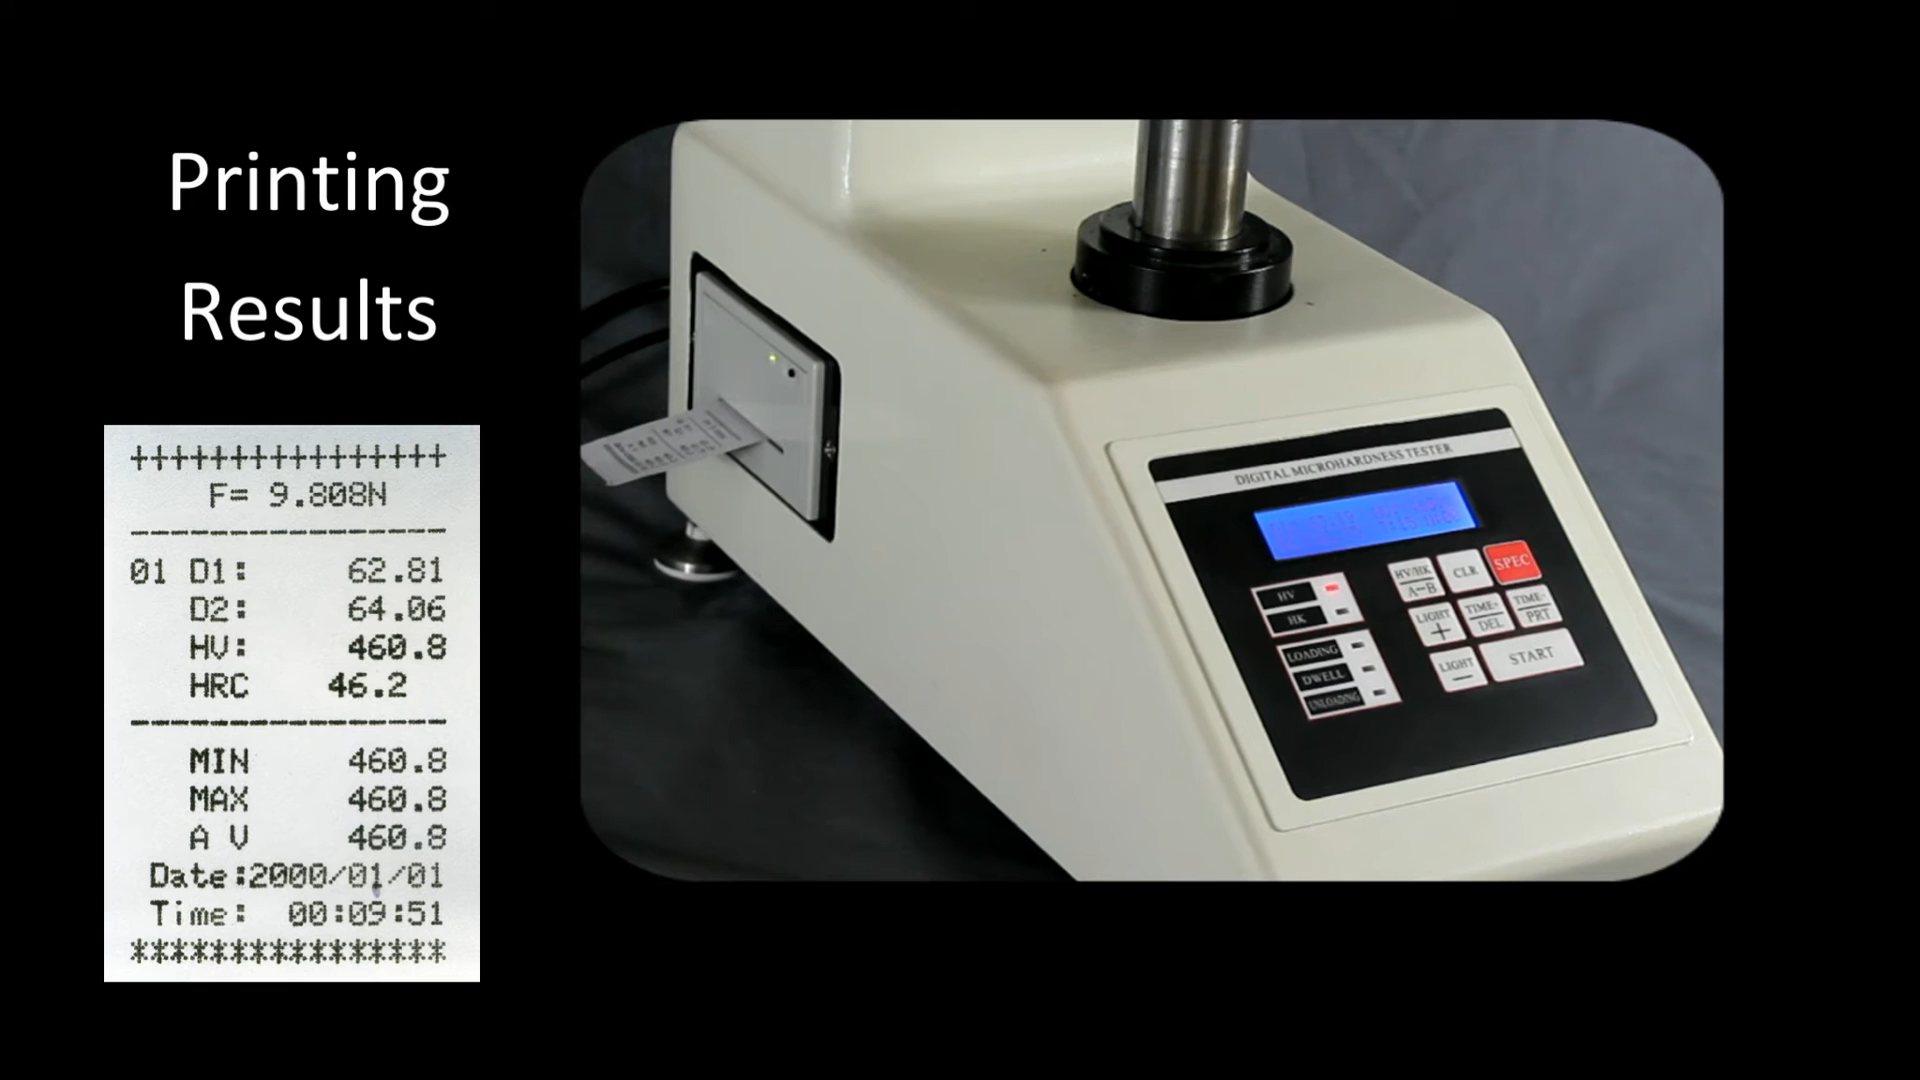 Printing
Results
++++++++++++++++
F= 9.808N
----------------
01 D1: 62.81
D2: 64.06
HV: 460.8
HRC 46.2
----------------
MIN 460.8
MAX 460.8
A V 460.8
Date:2000/01/01
Time: 00:09:51
****************
DIGITAL MICROHARDNESS TESTER
HV
HK
LOADING
DWELL
UNLOADING
HV/HK
A-B
CLR
SPEC
LIGHT
+
TIME+
DEL
TIME-
PRT
LIGHT
-
START